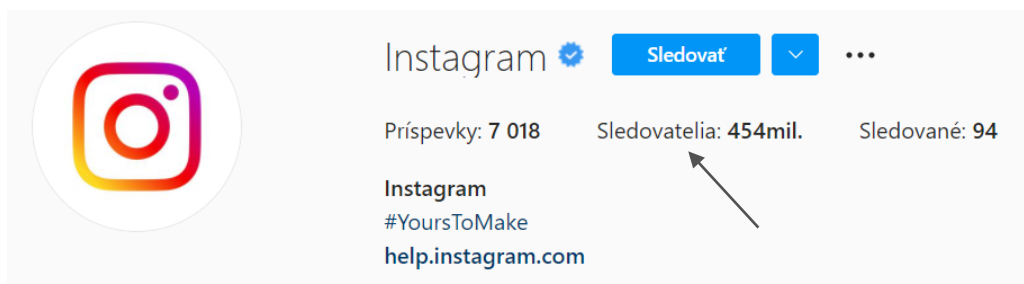 Instagram Sledovať
Príspevky: 7 018 Sledovatelia: 454mil. Sledované: 94
Instagram
#YoursToMake
help.instagram.com